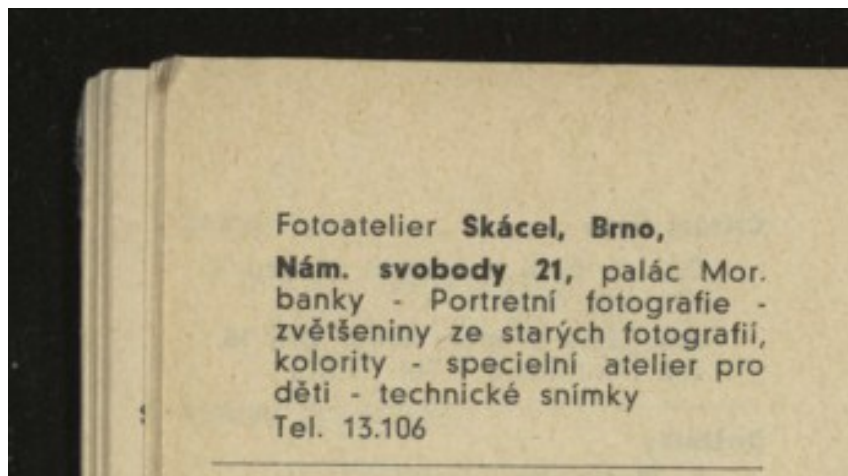 Fotoatelier Skácel, Brno,
Nám. svobody 21, palác Mor.
banky - Portretní fotografie -
zvětšeniny ze starých fotografií,
kolority - specielní atelier pro
děti - technické snímky
Tel. 13.106